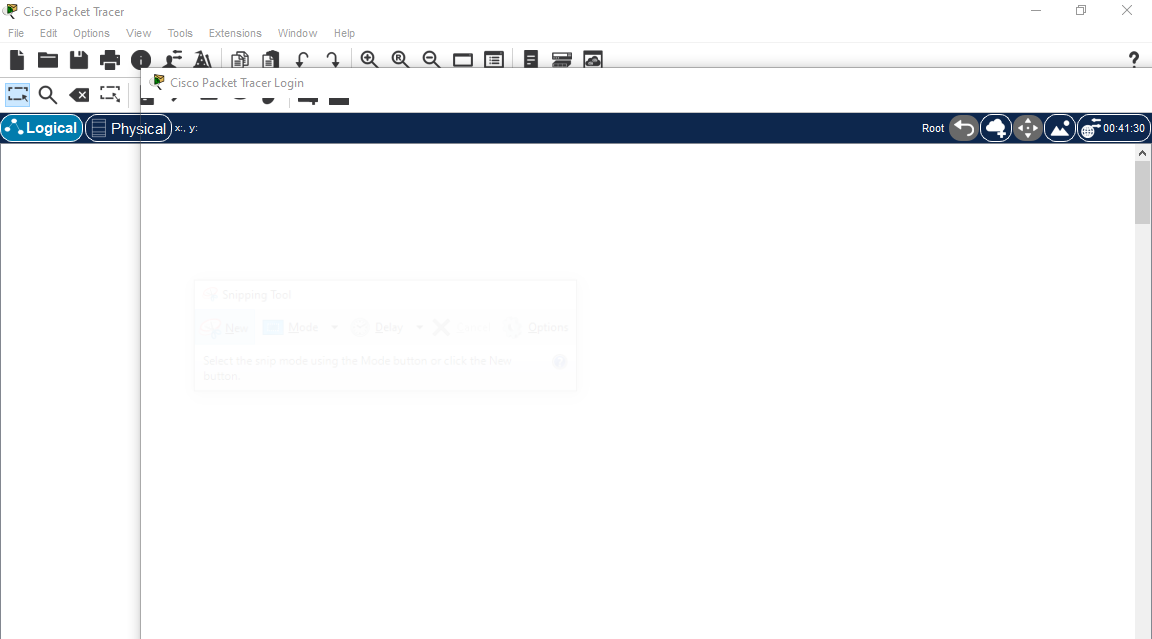 Cisco Packet Tracer
File Edit Options View Tools Extensions Window Help
Cisco Packet Tracer Login
Logical Physical x:, y: Root 00:41:30
Snipping Tool
New Mode Delay Options
Select the snip mode using the Mode button or click the New
button.